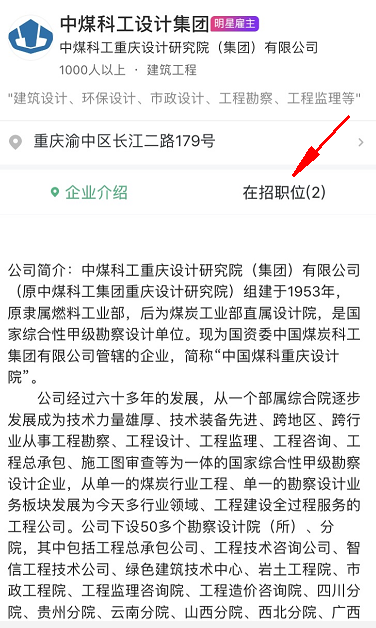 中煤科工设计集团 明星雇主
中煤科工重庆设计研究院（集团）有限公司
1000人以上 · 建筑工程
"建筑设计、环保设计、市政设计、工程勘察、工程监理等"
重庆渝中区长江二路179号
企业介绍 在招职位(2)
公司简介：中煤科工重庆设计研究院（集团）有限公司
（原中煤科工集团重庆设计研究院）组建于1953年，
原隶属燃料工业部，后为煤炭工业部直属设计院，是国
家综合性甲级勘察设计单位。现为国资委中国煤炭科工
集团有限公司管辖的企业，简称“中国煤科重庆设计
院”。
公司经过六十多年的发展，从一个部属综合院逐步
发展成为技术力量雄厚、技术装备先进、跨地区、跨行
业从事工程勘察、工程设计、工程监理、工程咨询、工
程总承包、施工图审查等为一体的国家综合性甲级勘察
设计企业，从单一的煤炭行业工程、单一的勘察设计业
务板块发展为今天多行业领域、工程建设全过程服务的
工程公司。公司下设50多个勘察设计院（所）、分
院，其中包括工程总承包公司、工程技术咨询公司、智
信工程技术公司、绿色建筑技术中心、岩土工程院、市
政工程院、工程监理咨询院、工程造价咨询院、四川分
院、贵州分院、云南分院、山西分院、西北分院、广西